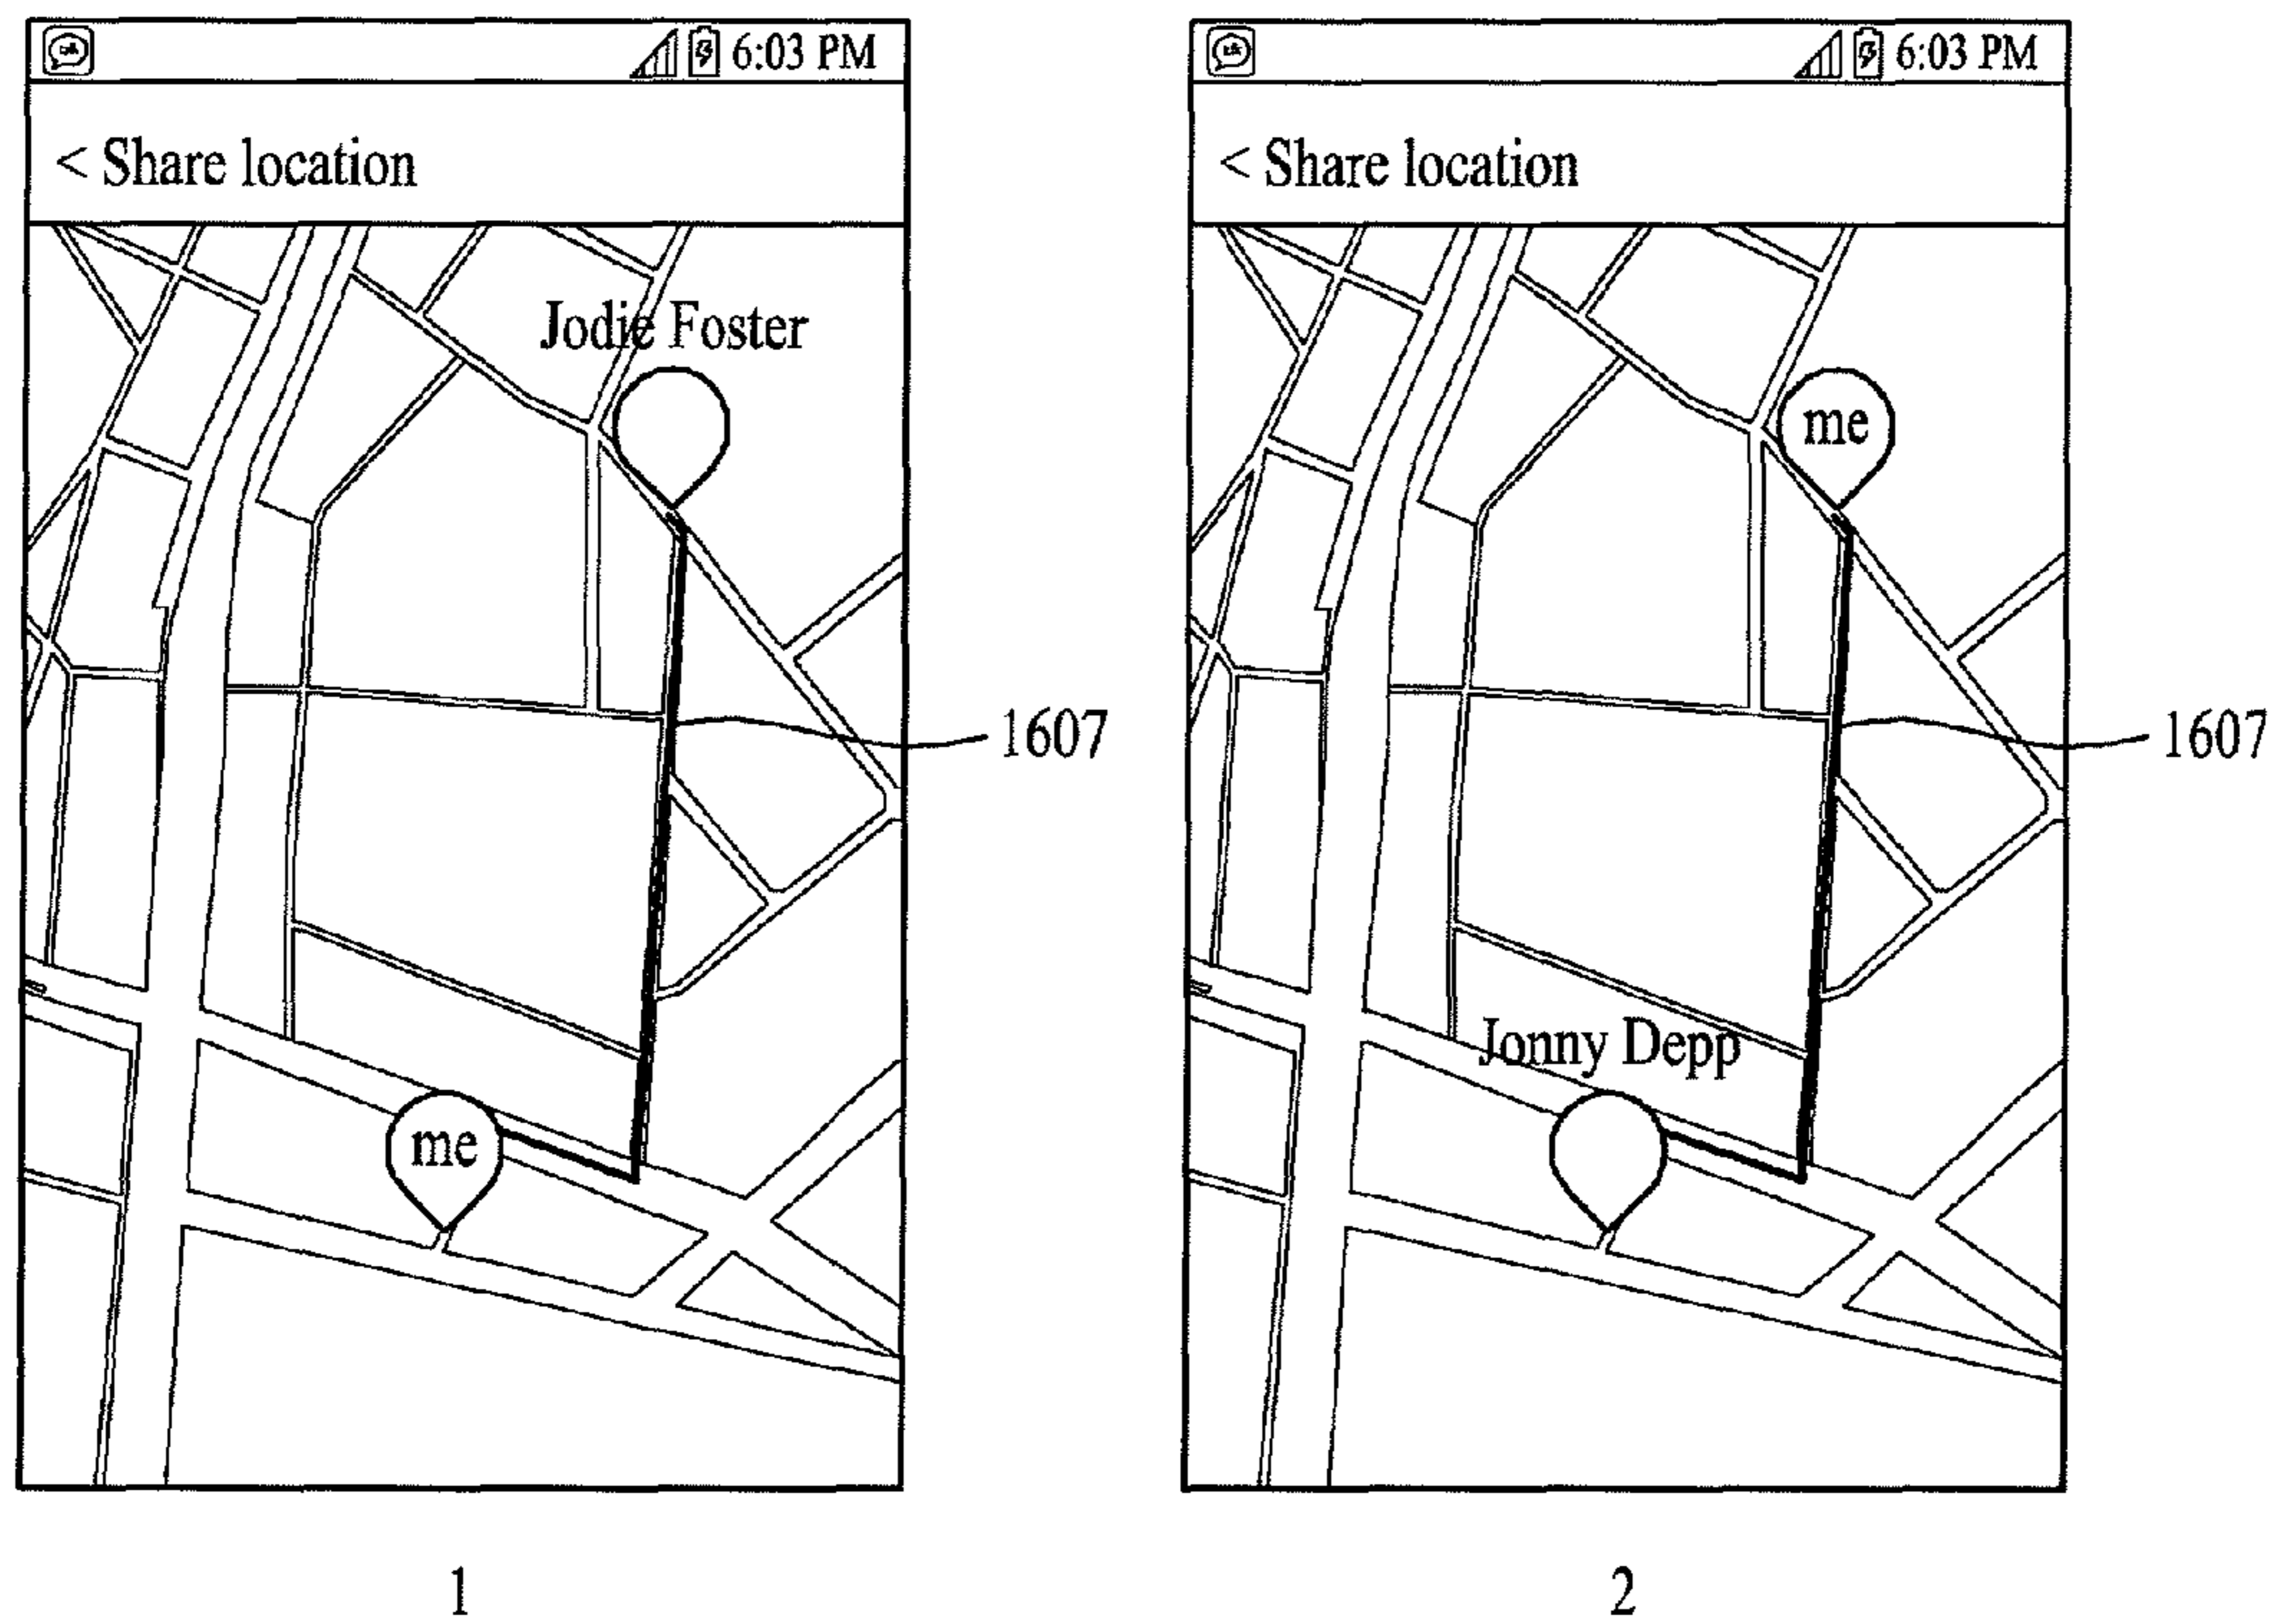 6:03 PM
< Share location
Jodie Foster
1607
me
1
6:03 PM
< Share location
me
1607
Jonny Depp
2